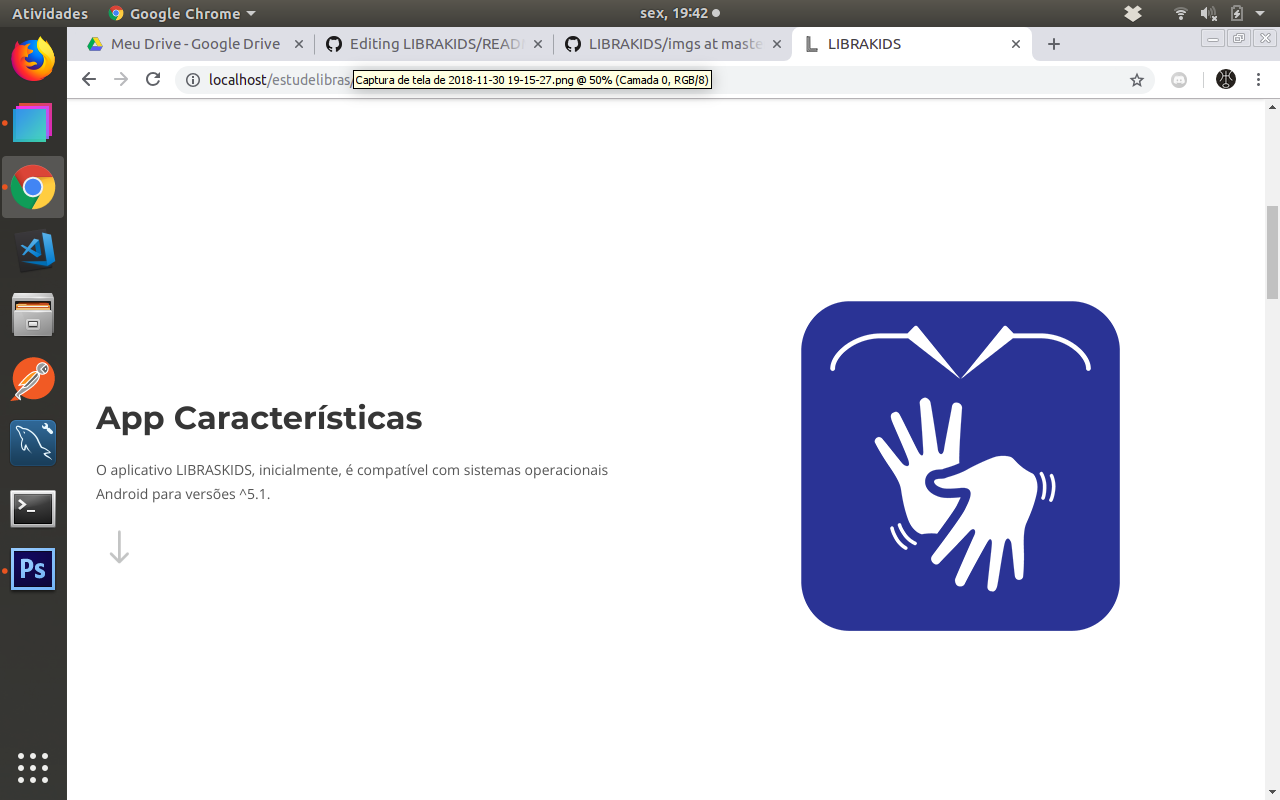 Atividades
Google Chrome
sex, 19:42
Meu Drive - Google Drive
Editing LIBRAKIDS/READ
LIBRAKIDS/imgs at maste
LIBRAKIDS
localhost/estudelibras/
Captura de tela de 2018-11-30 19-15-27.png @ 50% (Camada 0, RGB/8)
App Características
O aplicativo LIBRASKIDS, inicialmente, é compatível com sistemas operacionais
Android para versões ^5.1.
Ps